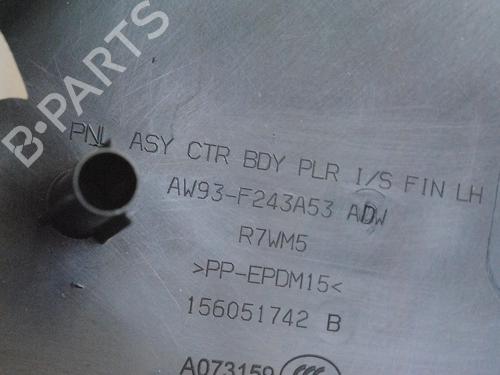 B-PARTS
PNL ASY CTR BDY PLR I/S FIN LH
AW93-F243A53 ADW
R7WM5
>PP-EPDM15<
156051742 B
A073159